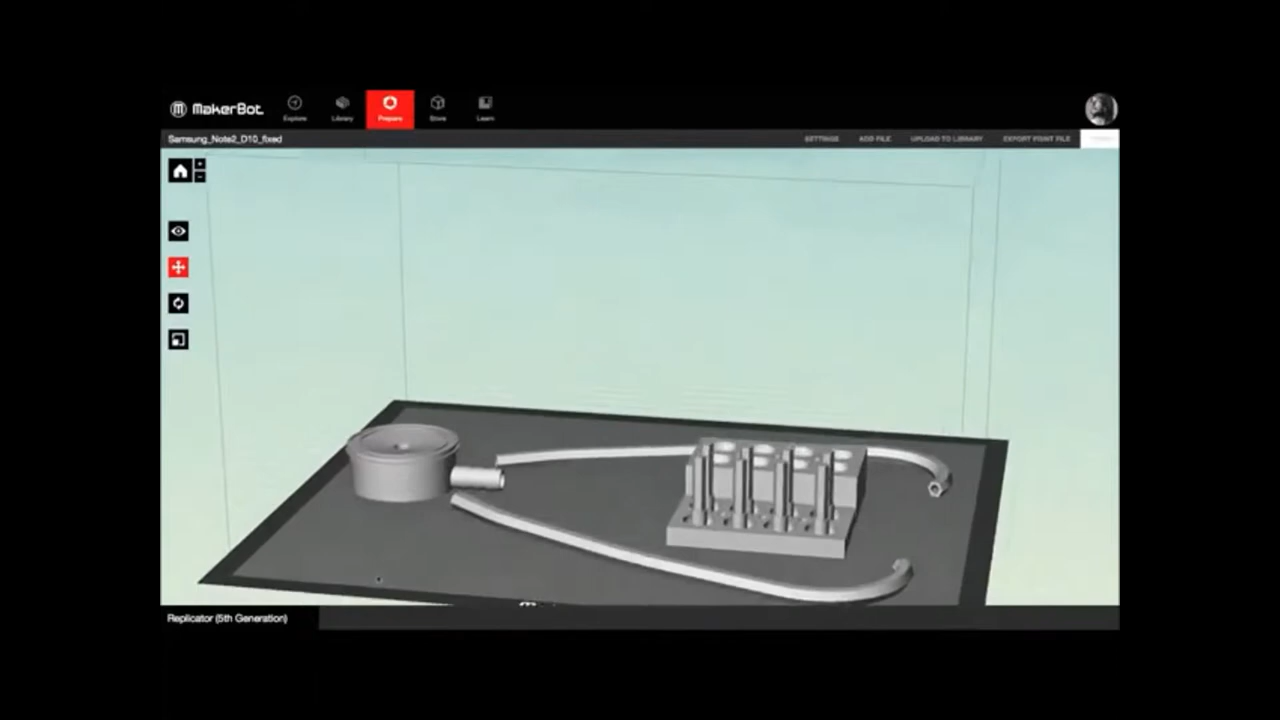 MakerBot
Explore
Library
Prepare
Store
Learn
Samsung_Note2_D10_fixed
SETTINGS
ADD FILE
UPLOAD TO LIBRARY
EXPORT PRINT FILE
Replicator (5th Generation)